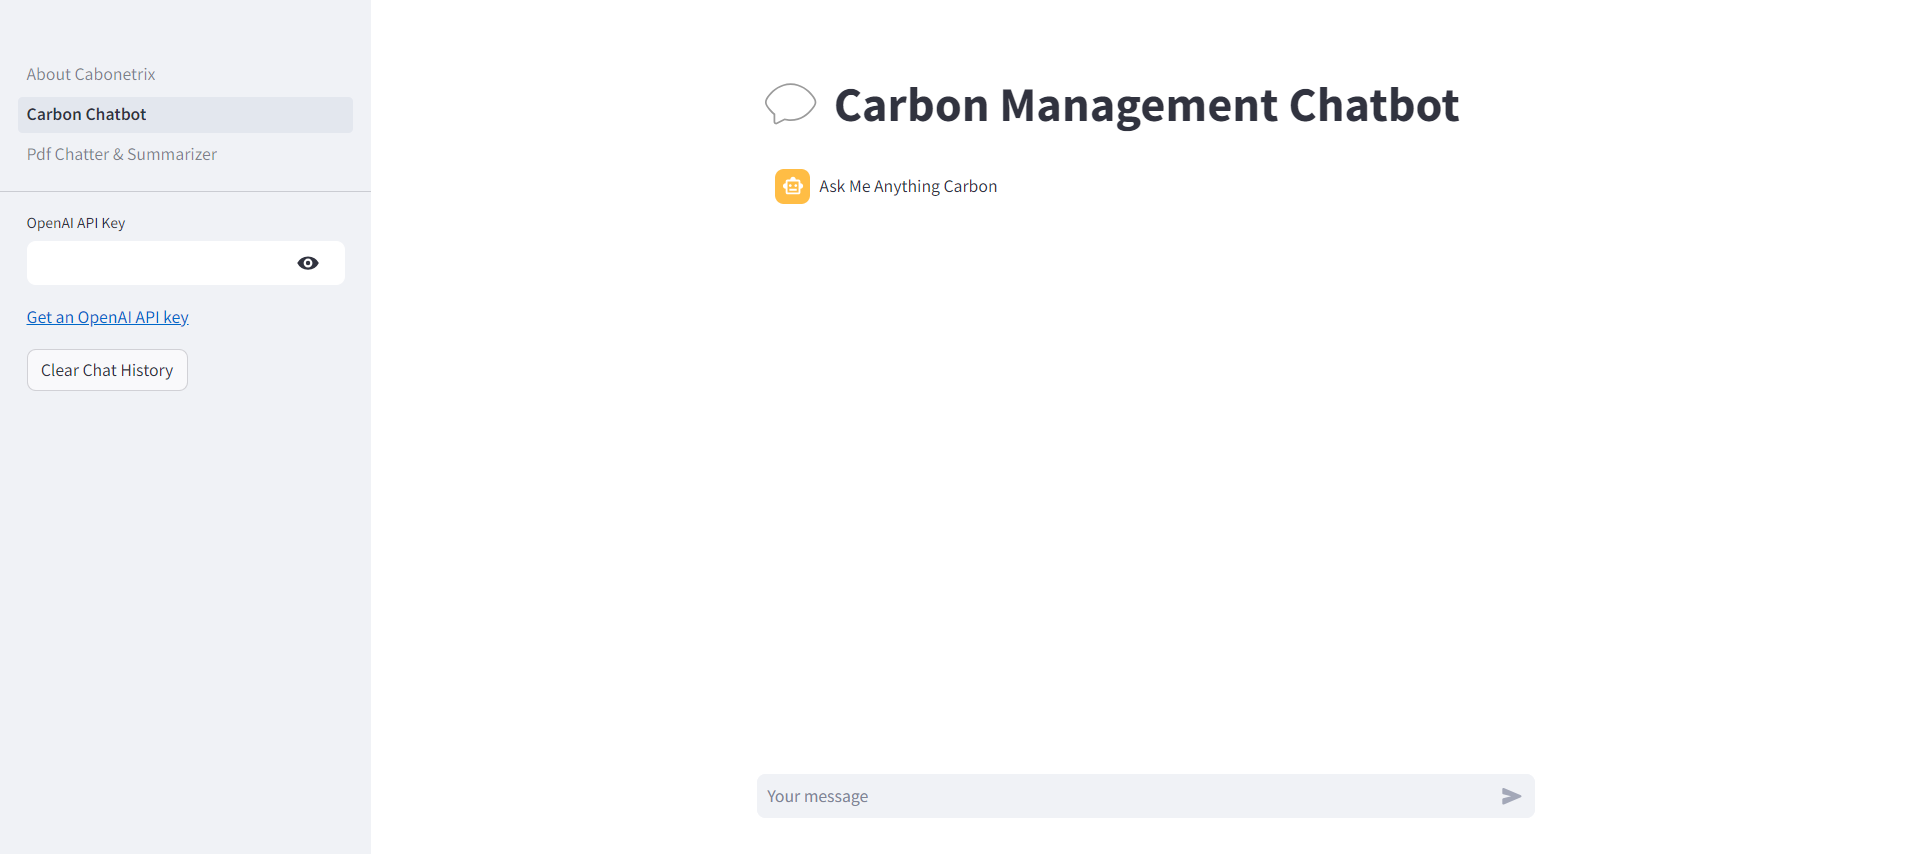 About Cabonetrix
Carbon Chatbot
Pdf Chatter & Summarizer
OpenAI API Key
Get an OpenAI API key
Clear Chat History
Carbon Management Chatbot
Ask Me Anything Carbon
Your message